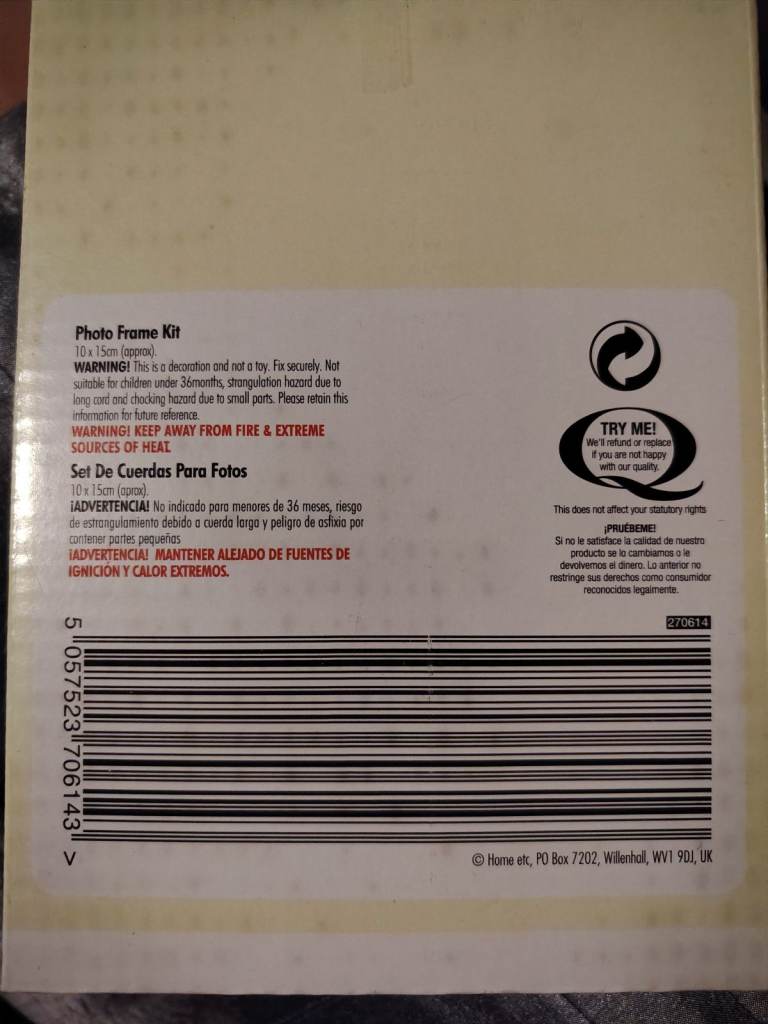 Photo Frame Kit
10 x 15cm (approx).
WARNING! This is a decoration and not a toy. Fix securely. Not
suitable for children under 36months, strangulation hazard due to
long cord and chocking hazard due to small parts. Please retain this
information for future reference.
WARNING! KEEP AWAY FROM FIRE & EXTREME
SOURCES OF HEAT.
Set De Cuerdas Para Fotos
10 x 15cm (aprox).
¡ADVERTENCIA! No indicado para menores de 36 meses, riesgo
de estrangulamiento debido a cuerda larga y peligro de asfixia por
contener partes pequeñas
¡ADVERTENCIA! MANTENER ALEJADO DE FUENTES DE
IGNICIÓN Y CALOR EXTREMOS.
TRY ME!
We'll refund or replace
if you are not happy
with our quality.
This does not affect your statutory rights
¡PRUÉBEME!
Si no le satisface la calidad de nuestro
producto se lo cambiamos o le
devolvemos el dinero. Lo anterior no
restringe sus derechos como consumidor
reconocidos legalmente.
270614
5 057523 706143 >
© Home etc, PO Box 7202, Willenhall, WV1 9DJ, UK